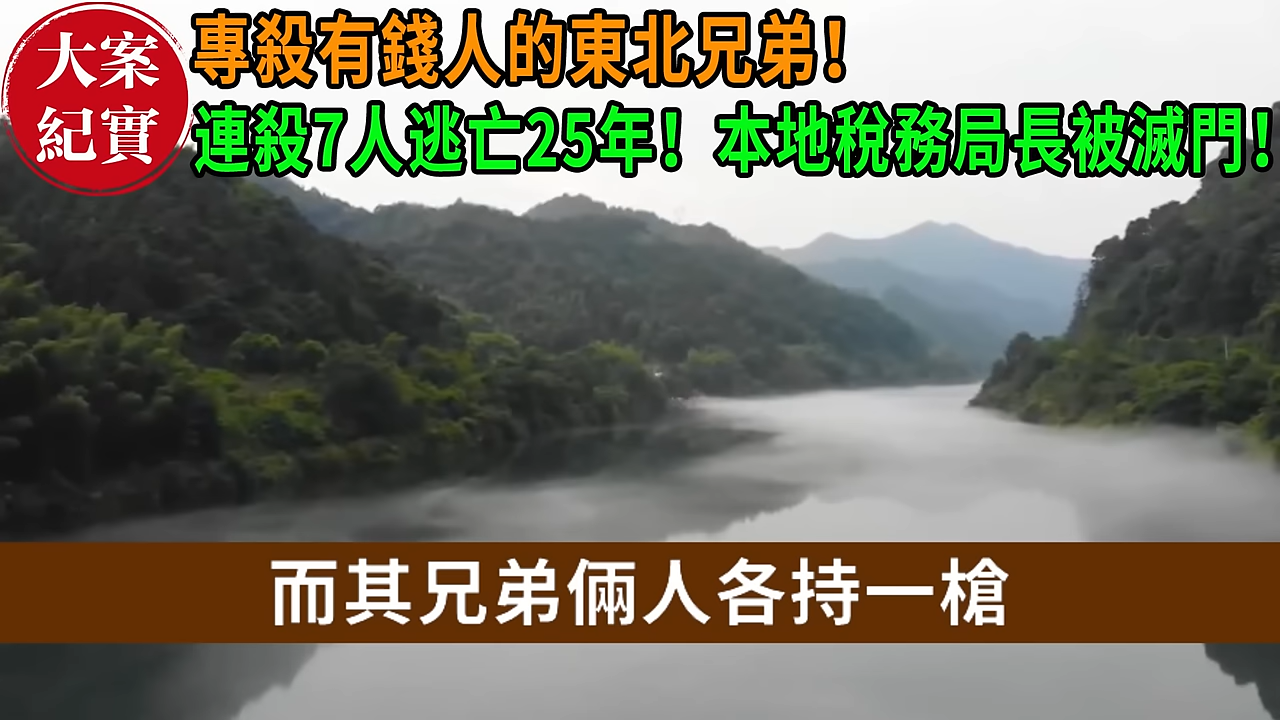 大案
紀實
專殺有錢人的東北兄弟！
連殺7人逃亡25年！本地稅務局長被滅門！
而其兄弟倆人各持一槍